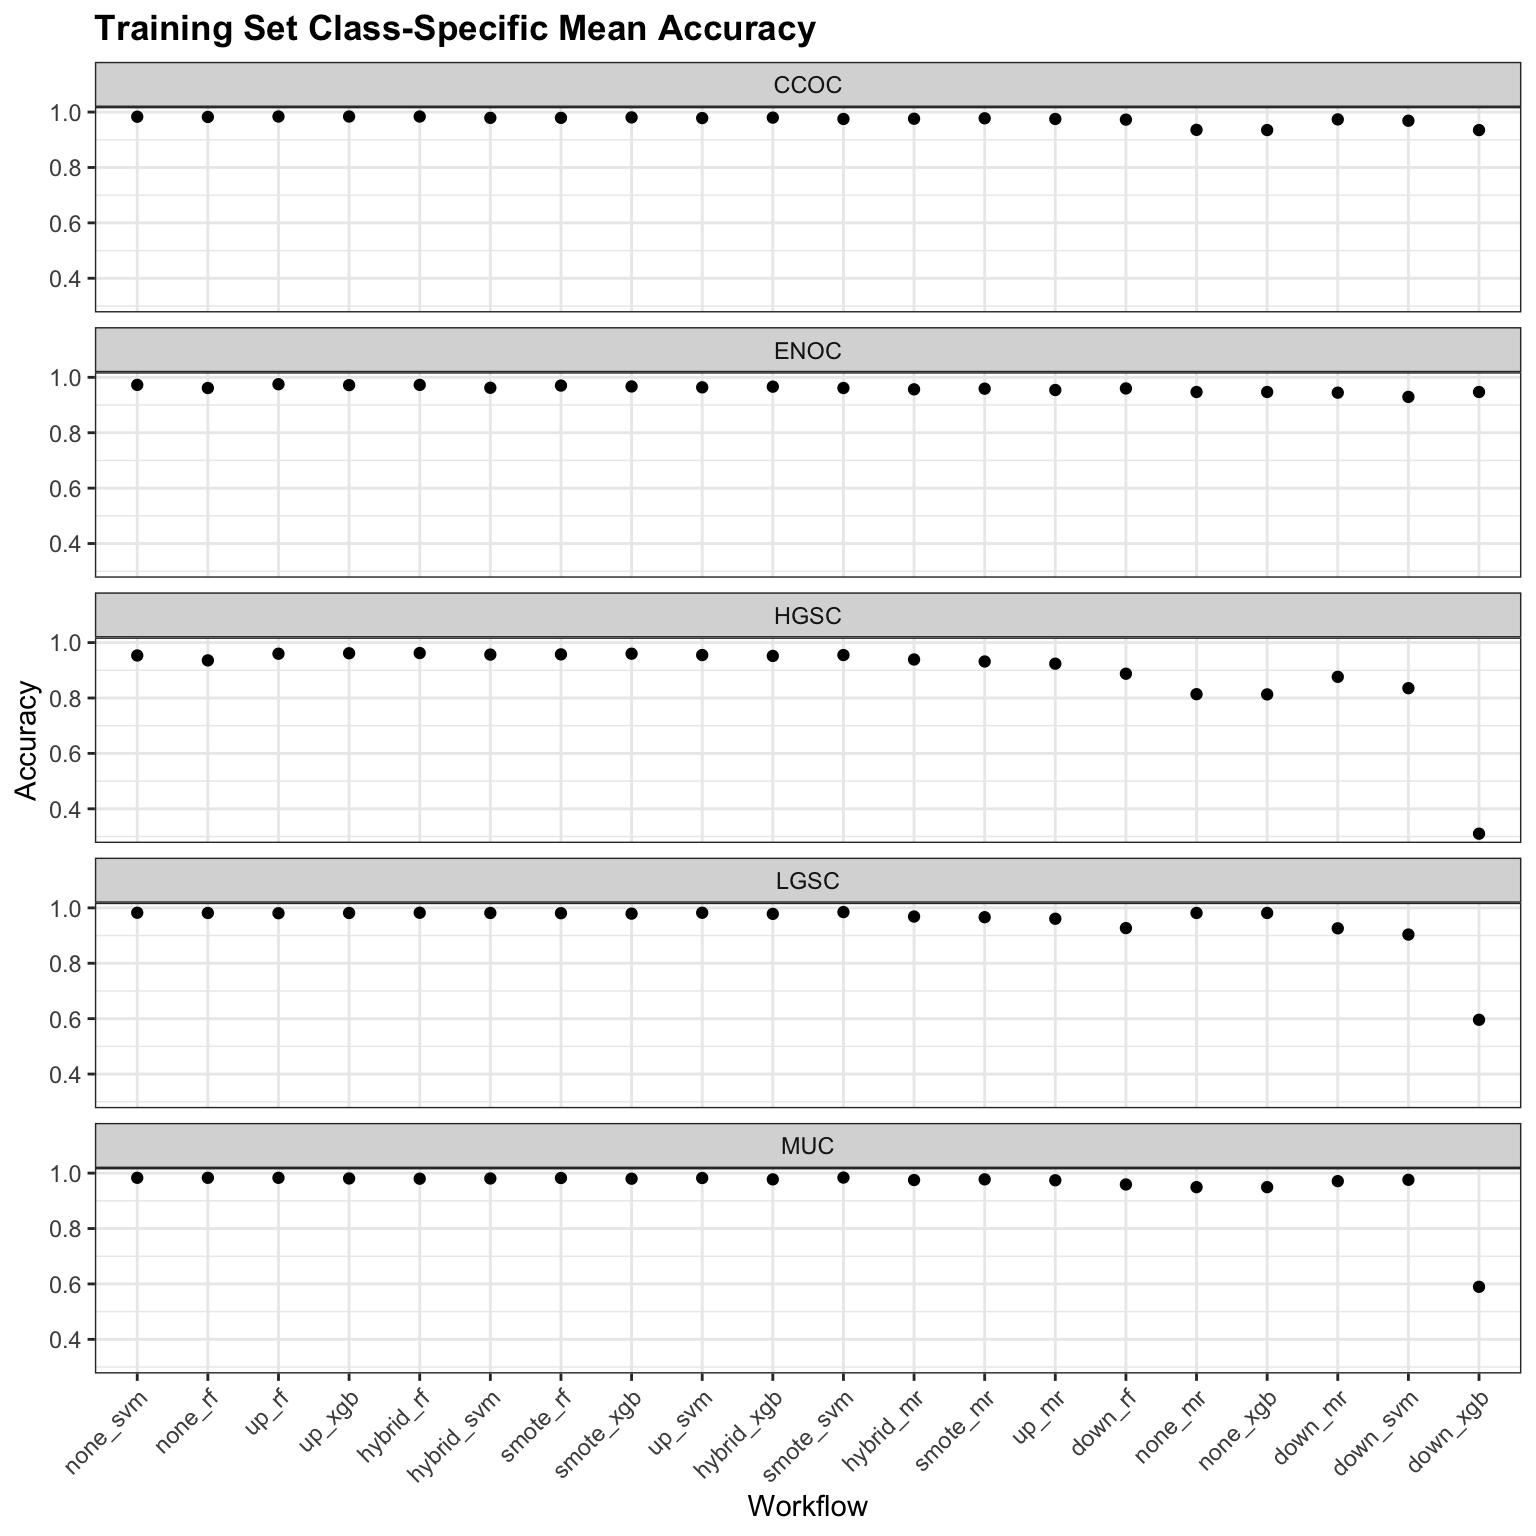 Training Set Class-Specific Mean Accuracy
CCOC
1.0
0.8
0.6
0.4
ENOC
1.0
0.8
0.6
0.4
HGSC
1.0
0.8
0.6
0.4
LGSC
1.0
0.8
0.6
0.4
MUC
1.0
0.8
0.6
0.4
Accuracy
none_svm
none_rf
up_rf
up_xgb
hybrid_rf
hybrid_svm
smote_rf
smote_xgb
up_svm
hybrid_xgb
smote_svm
hybrid_mr
smote_mr
up_mr
down_rf
none_mr
none_xgb
down_mr
down_svm
down_xgb
Workflow